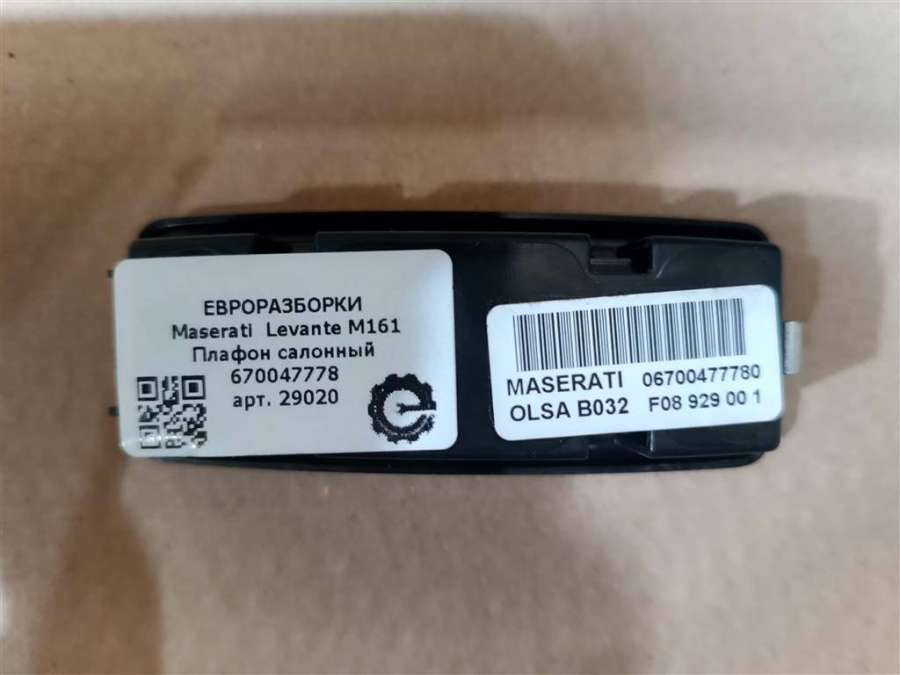 ЕВРОРАЗБОРКИ
Maserati Levante M161
Плафон салонный
670047778
арт. 29020
MASERATI 06700477780
OLSA B032 F08 929 00 1